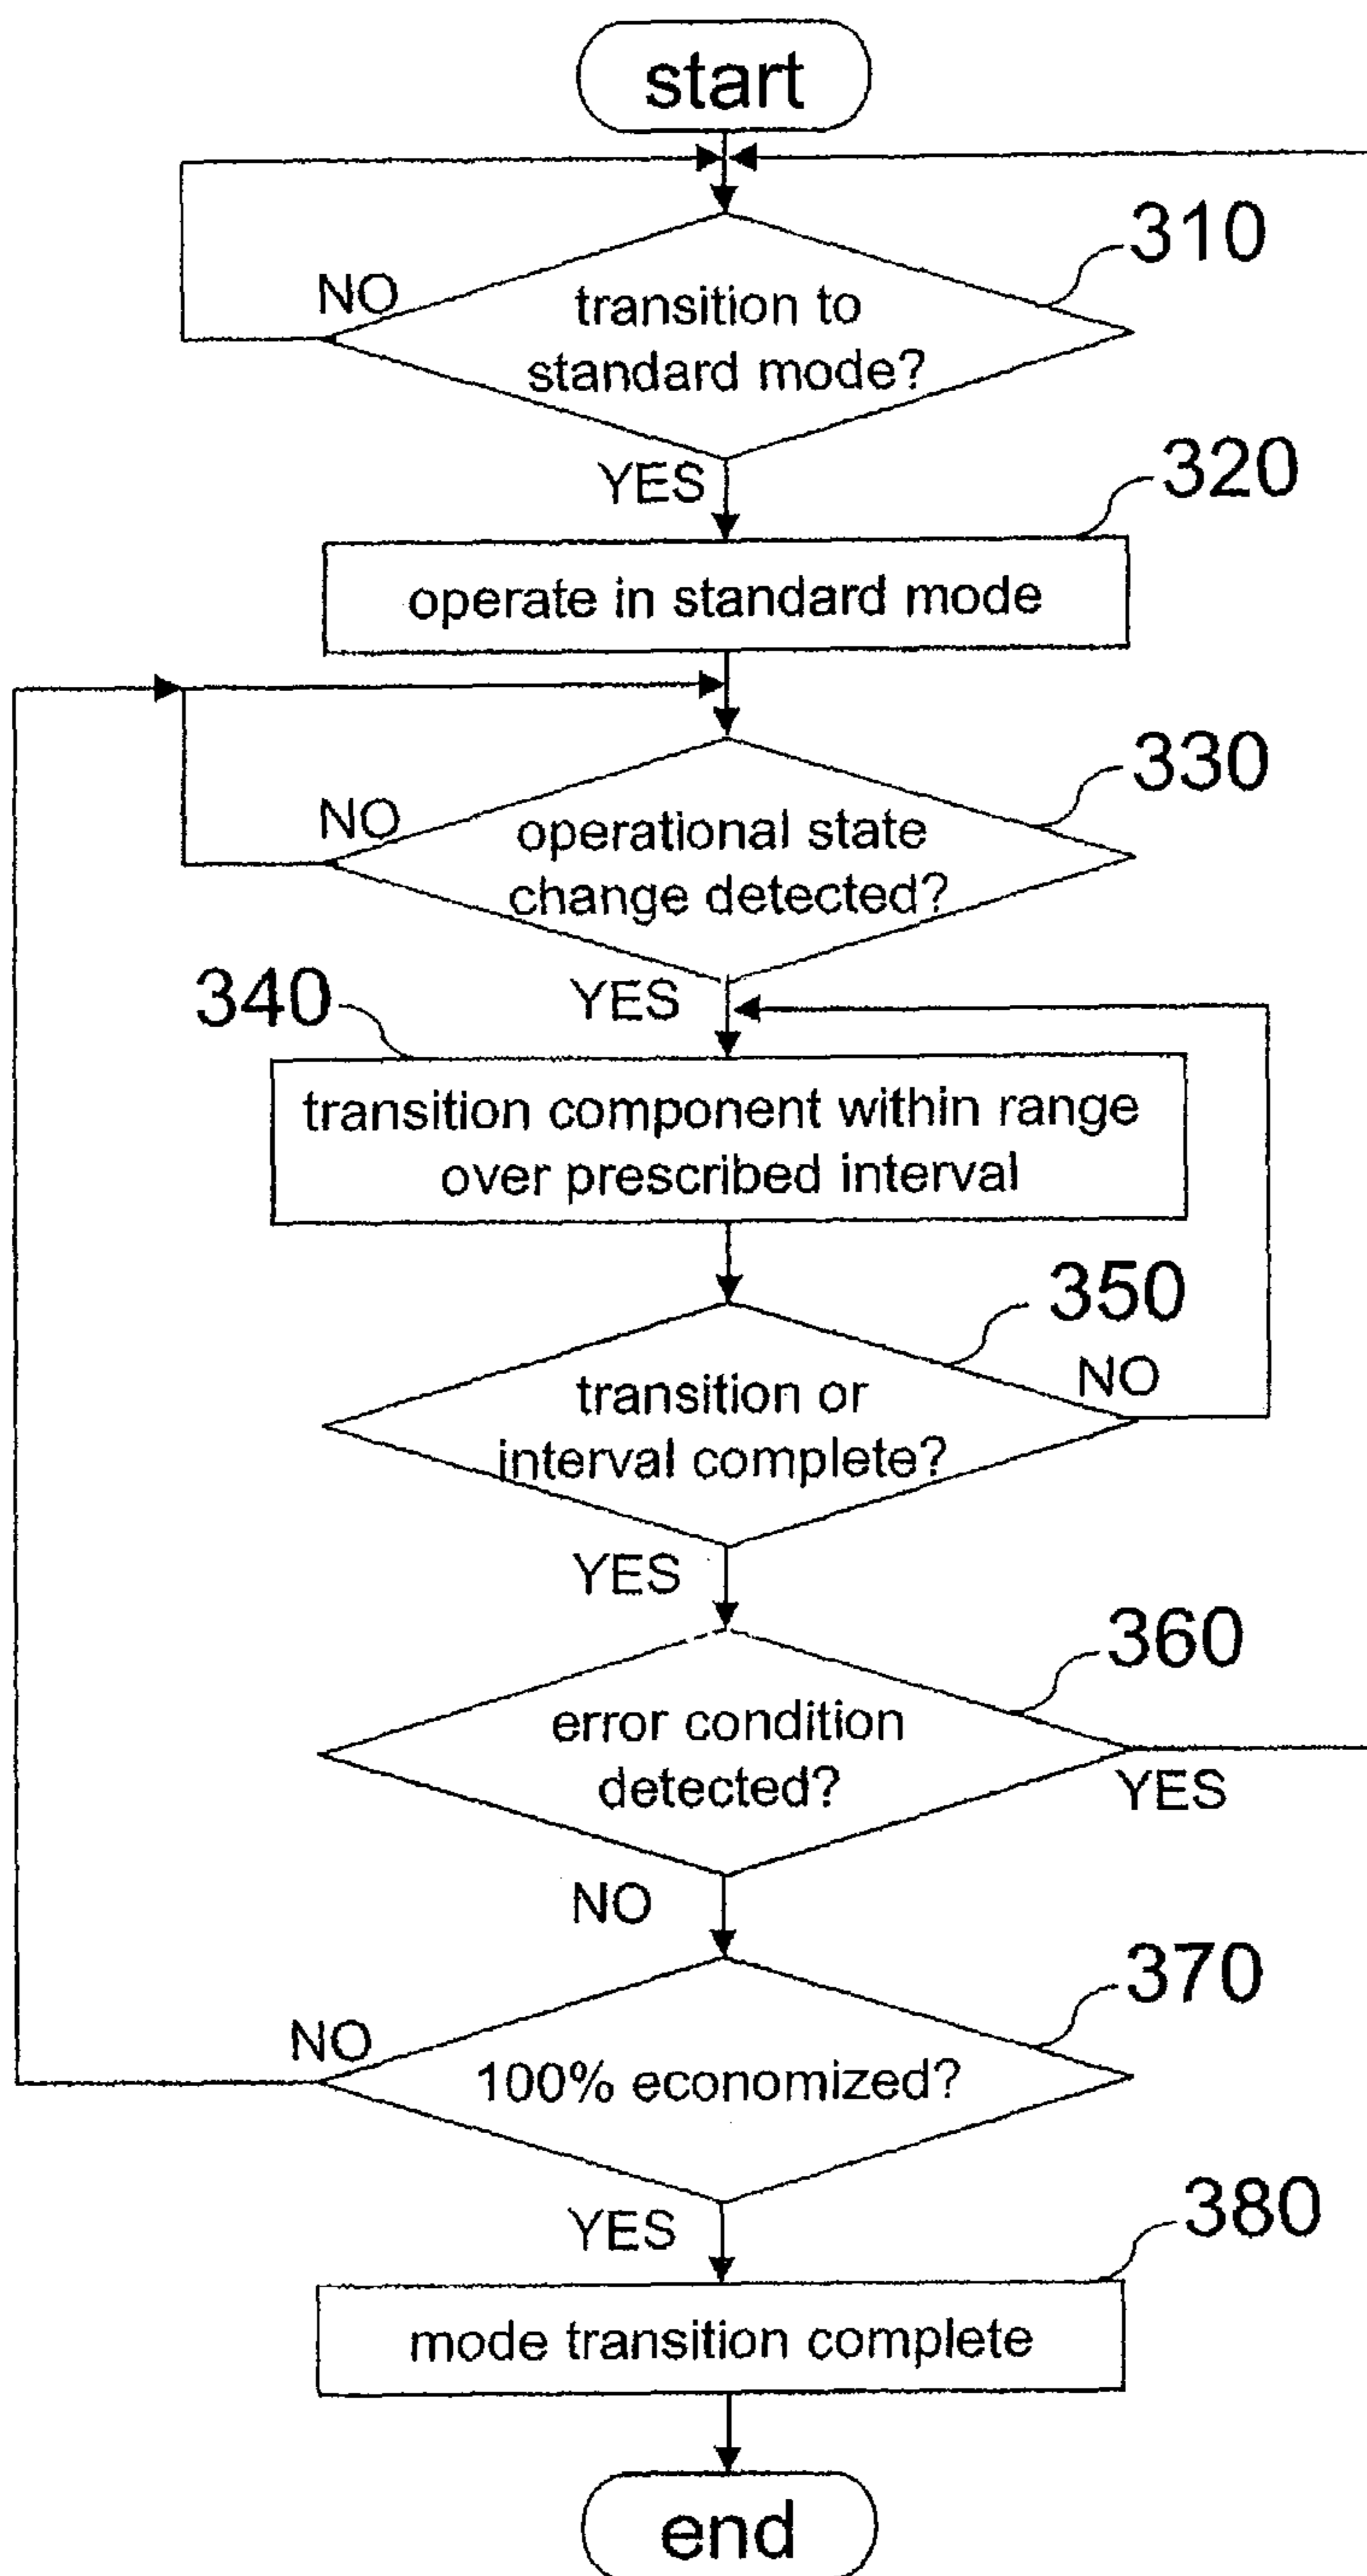 start
310
NO
transition to
standard mode?
YES
320
operate in standard mode
330
NO
operational state
change detected?
340
YES
transition component within range
over prescribed interval
350
NO
transition or
interval complete?
YES
360
error condition
detected?
YES
NO
370
NO
100% economized?
YES
380
mode transition complete
end